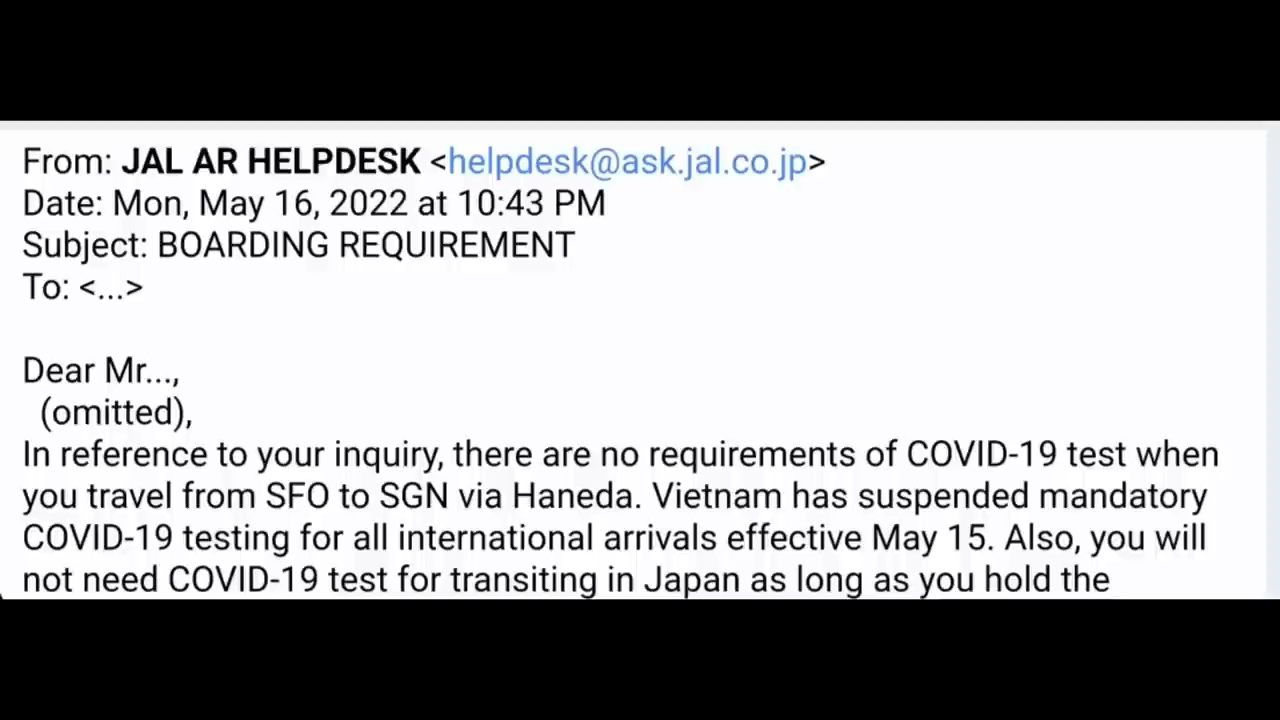 From: JAL AR HELPDESK <helpdesk@ask.jal.co.jp>
Date: Mon, May 16, 2022 at 10:43 PM
Subject: BOARDING REQUIREMENT
To: <...>
Dear Mr...,
(omitted),
In reference to your inquiry, there are no requirements of COVID-19 test when
you travel from SFO to SGN via Haneda. Vietnam has suspended mandatory
COVID-19 testing for all international arrivals effective May 15. Also, you will
not need COVID-19 test for transiting in Japan as long as you hold the